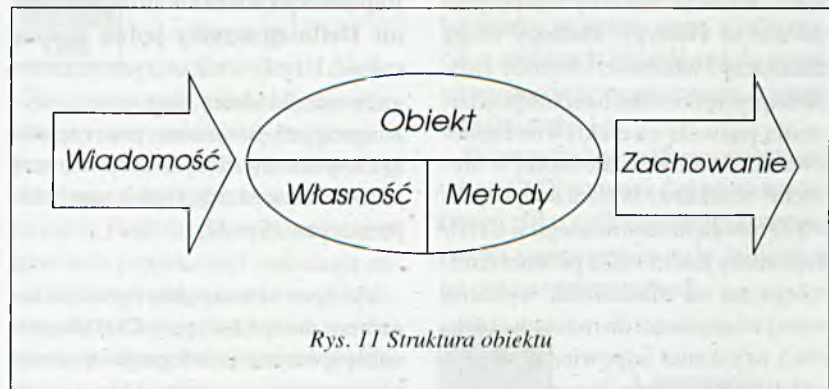 Wiadomość
Obiekt
Własność
Metody
Zachowanie
Rys. 11 Struktura obiektu